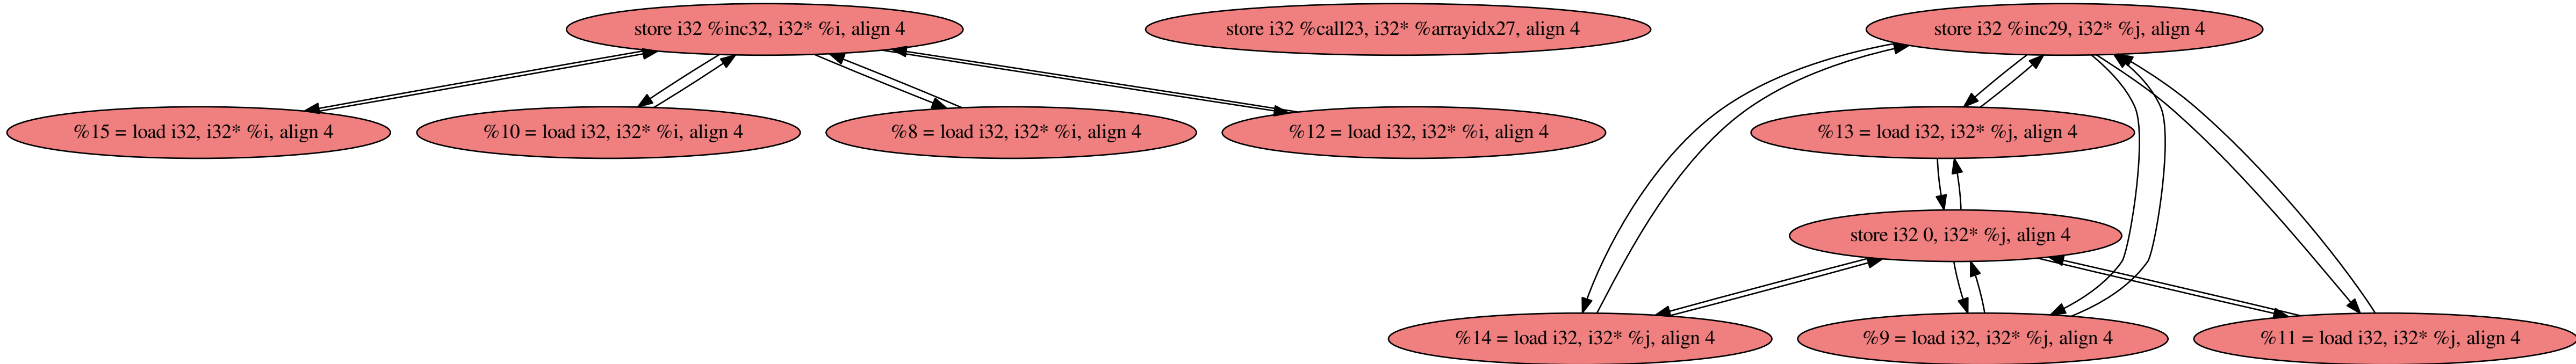 store i32 %inc32, i32* %i, align 4
store i32 %call23, i32* %arrayidx27, align 4
store i32 %inc29, i32* %j, align 4
%15 = load i32, i32* %i, align 4
%10 = load i32, i32* %i, align 4
%8 = load i32, i32* %i, align 4
%12 = load i32, i32* %i, align 4
%13 = load i32, i32* %j, align 4
store i32 0, i32* %j, align 4
%14 = load i32, i32* %j, align 4
%9 = load i32, i32* %j, align 4
%11 = load i32, i32* %j, align 4